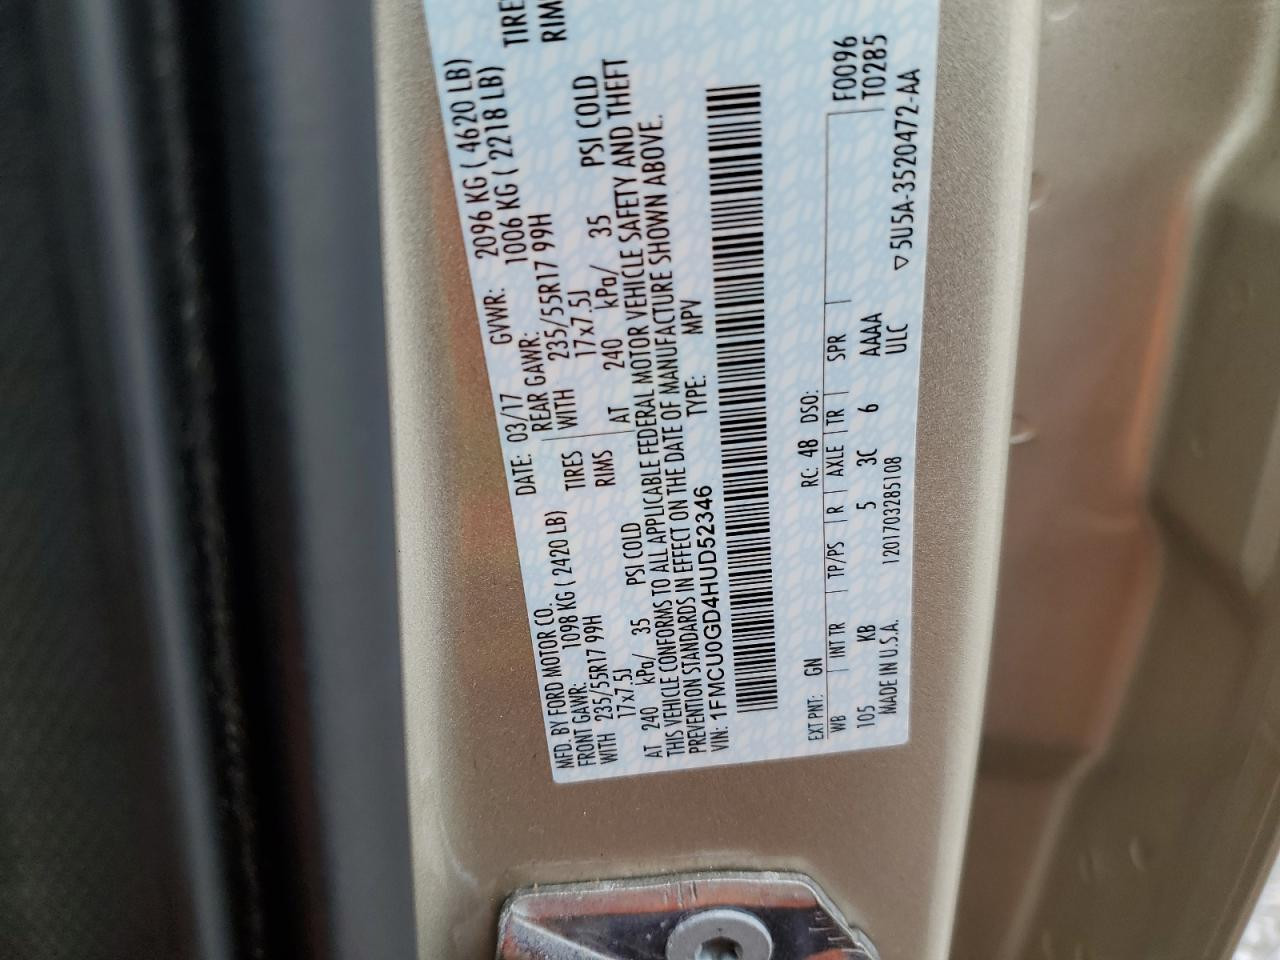 MFD. BY FORD MOTOR CO.
DATE: 03/17 GVWR: 2096 KG ( 4620 LB)
FRONT GAWR: 1098 KG ( 2420 LB) REAR GAWR: 1006 KG ( 2218 LB)
WITH 235/55R17 99H TIRES WITH 235/55R17 99H TIRE
17x7.5J RIMS 17x7.5J RIM
AT 240 kPa/ 35 PSI COLD AT 240 kPa/ 35 PSI COLD
THIS VEHICLE CONFORMS TO ALL APPLICABLE FEDERAL MOTOR VEHICLE SAFETY AND THEFT
PREVENTION STANDARDS IN EFFECT ON THE DATE OF MANUFACTURE SHOWN ABOVE.
VIN: 1FMCU0GD4HUD52346 TYPE: MPV
EXT PNT: GN RC: 48 DSO: F0096
WB INT TR TP/PS R AXLE TR SPR T0285
105 KB 5 3C 6 AAAA
MADE IN U.S.A. 1201703285108 ULC
▽5U5A-3520472-AA